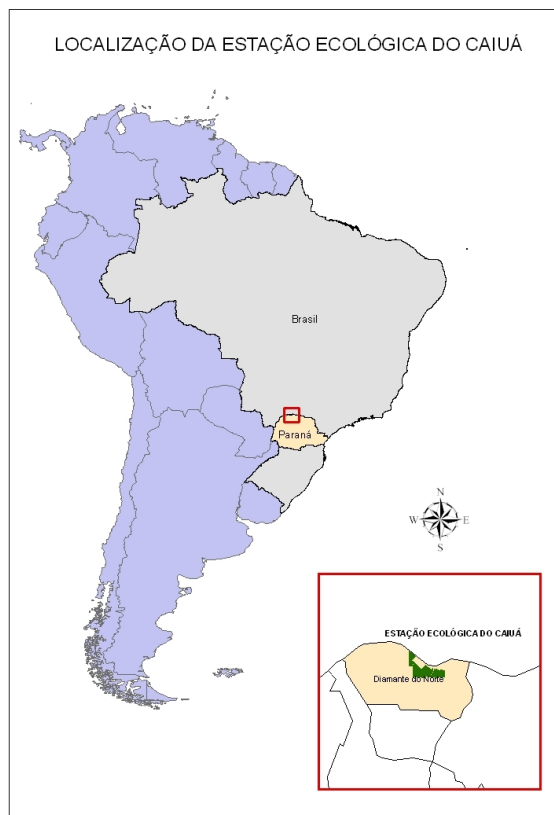 LOCALIZAÇÃO DA ESTAÇÃO ECOLÓGICA DO CAIUÁ
Brasil
Paraná
N
W E
S
ESTAÇÃO ECOLÓGICA DO CAIUÁ
Diamante do Norte